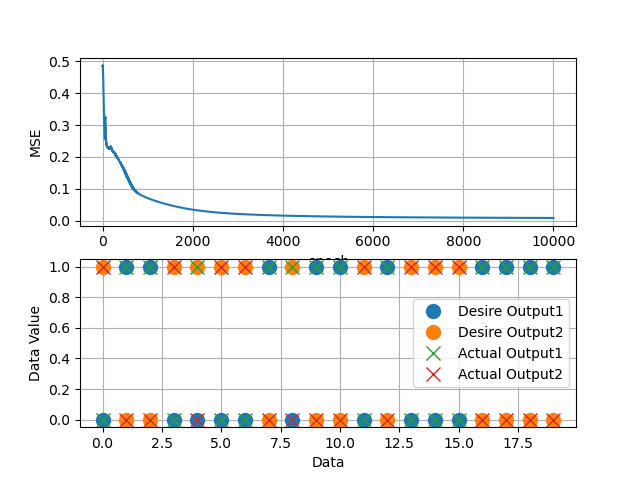 0.5
0.4
0.3
0.2
0.1
0.0
MSE
0 2000 4000 6000 8000 10000
epoch
1.0
0.8
0.6
0.4
0.2
0.0
Data Value
Desire Output1
Desire Output2
Actual Output1
Actual Output2
0.0 2.5 5.0 7.5 10.0 12.5 15.0 17.5
Data